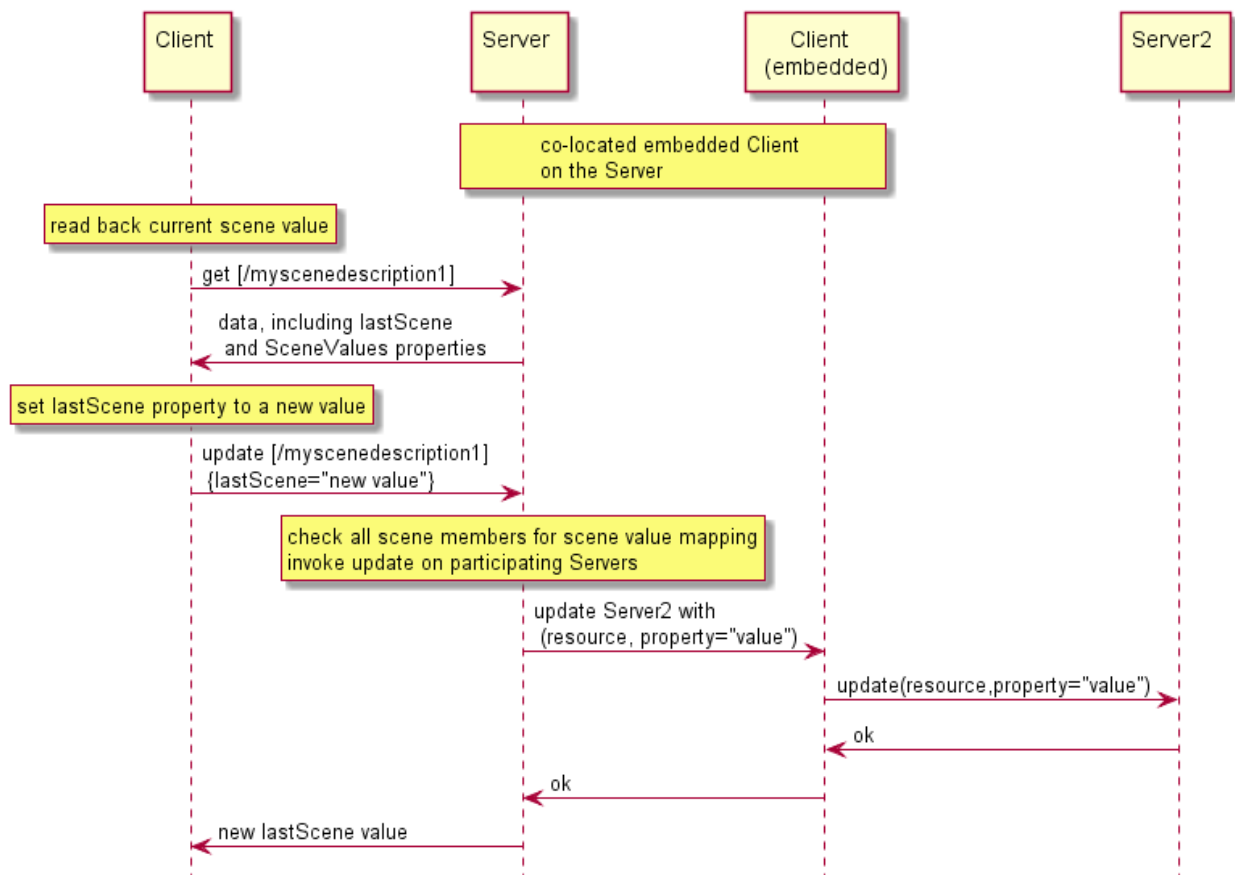 Client
Server
Client
(embedded)
Server2
co-located embedded Client
on the Server
read back current scene value
get [/myscenedescription1]
data, including lastScene
and SceneValues properties
set lastScene property to a new value
update [/myscenedescription1]
{lastScene="new value"}
check all scene members for scene value mapping
invoke update on participating Servers
update Server2 with
(resource, property="value")
update(resource,property="value")
ok
ok
new lastScene value